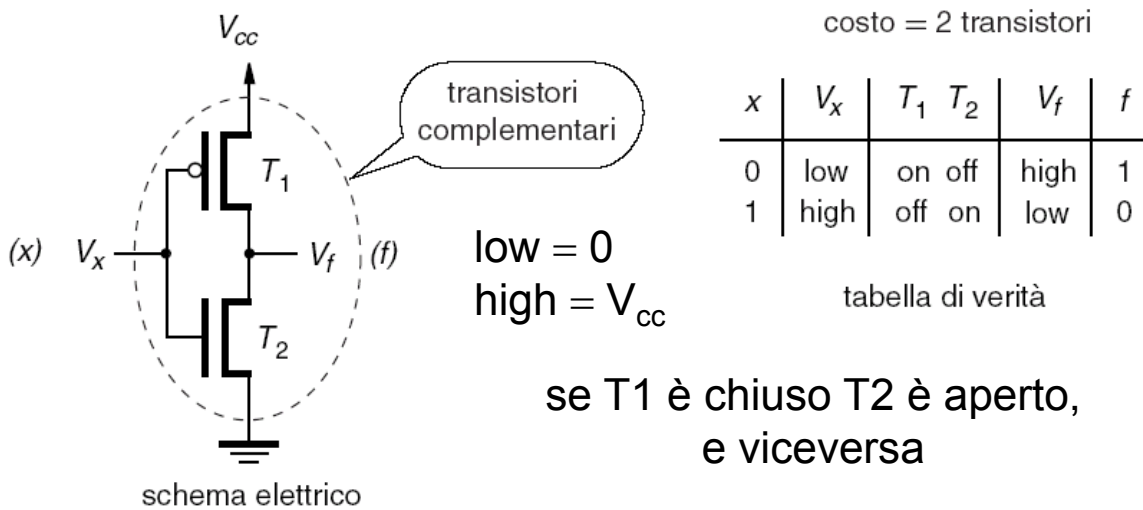 V_cc
costo = 2 transistori
transistori
complementari
x V_x T_1 T_2 V_f f
0 low on off high 1
1 high off on low 0
tabella di verità
T_1
(x) V_x V_f (f)
T_2
low = 0
high = V_cc
se T1 è chiuso T2 è aperto,
e viceversa
schema elettrico